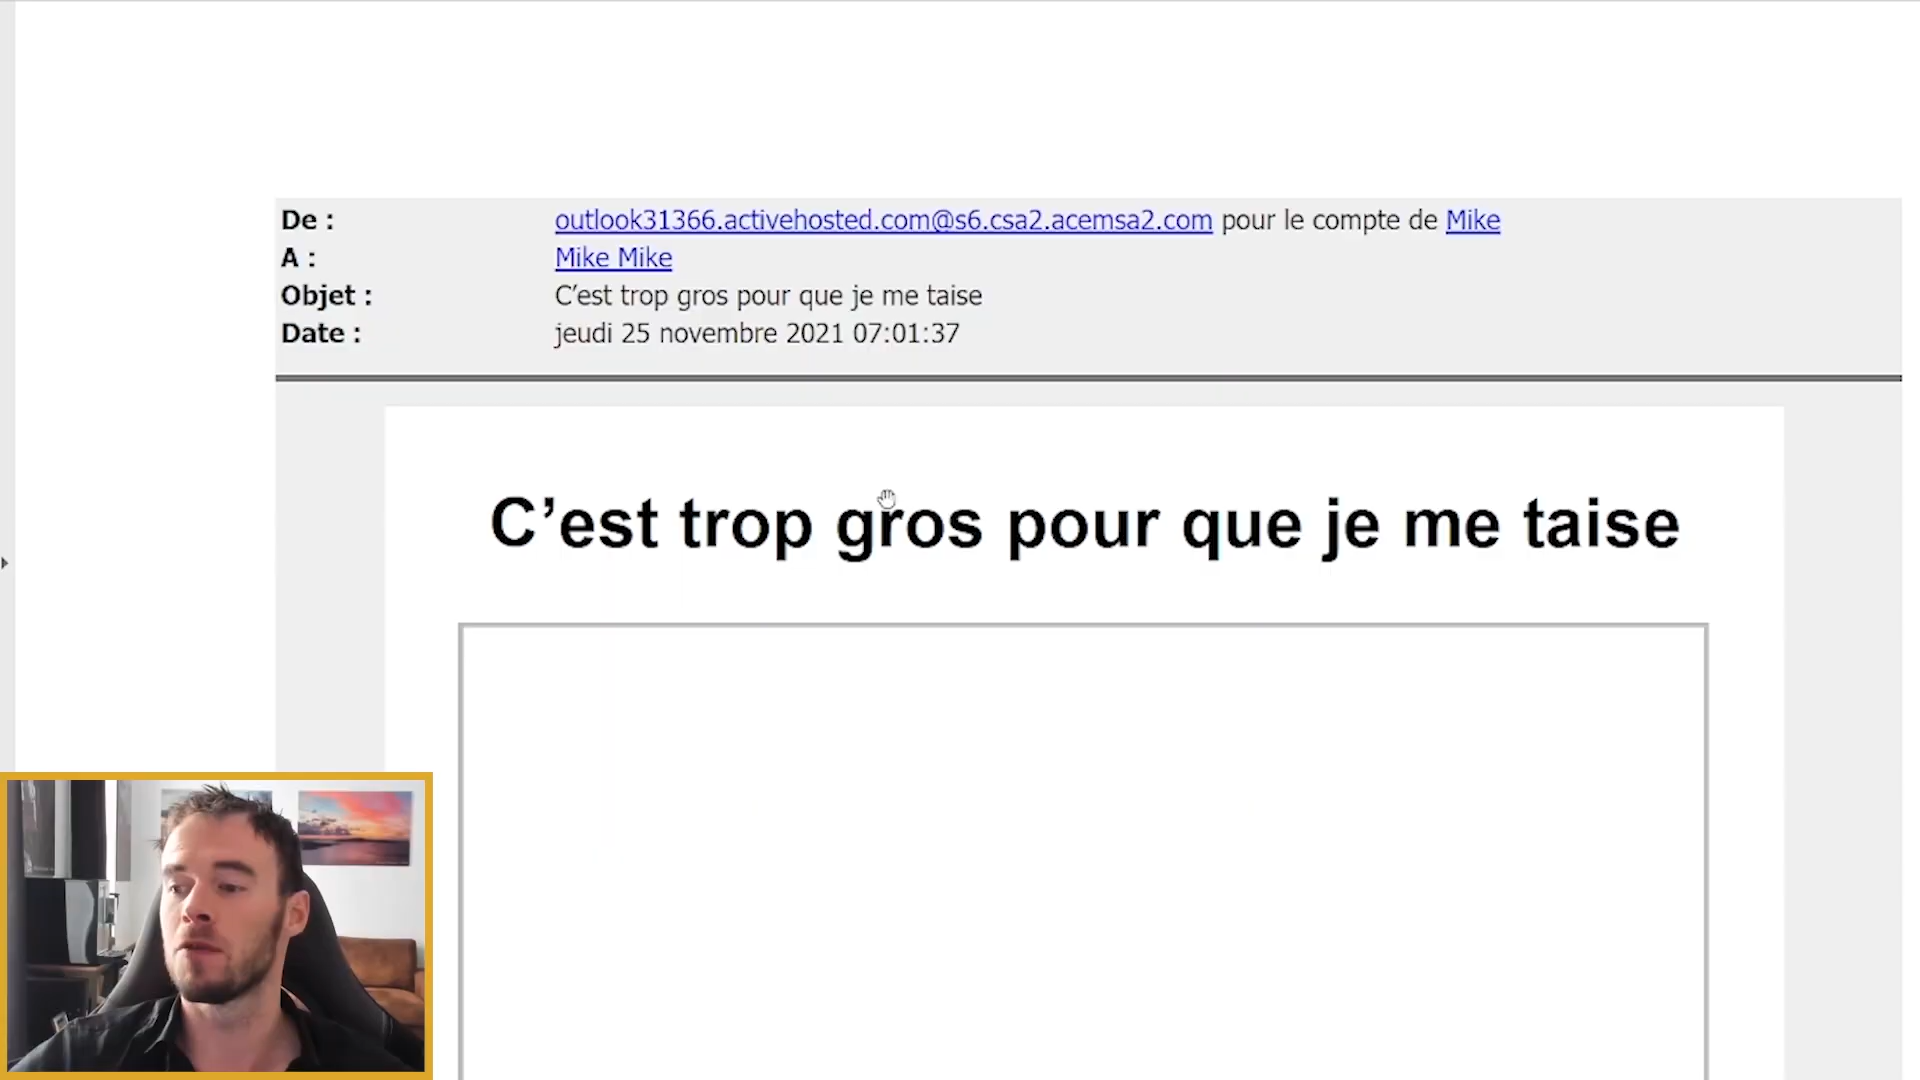 De : outlook31366.activehosted.com@s6.csa2.acemsa2.com pour le compte de Mike
A : Mike Mike
Objet : C’est trop gros pour que je me taise
Date : jeudi 25 novembre 2021 07:01:37
C’est trop gros pour que je me taise